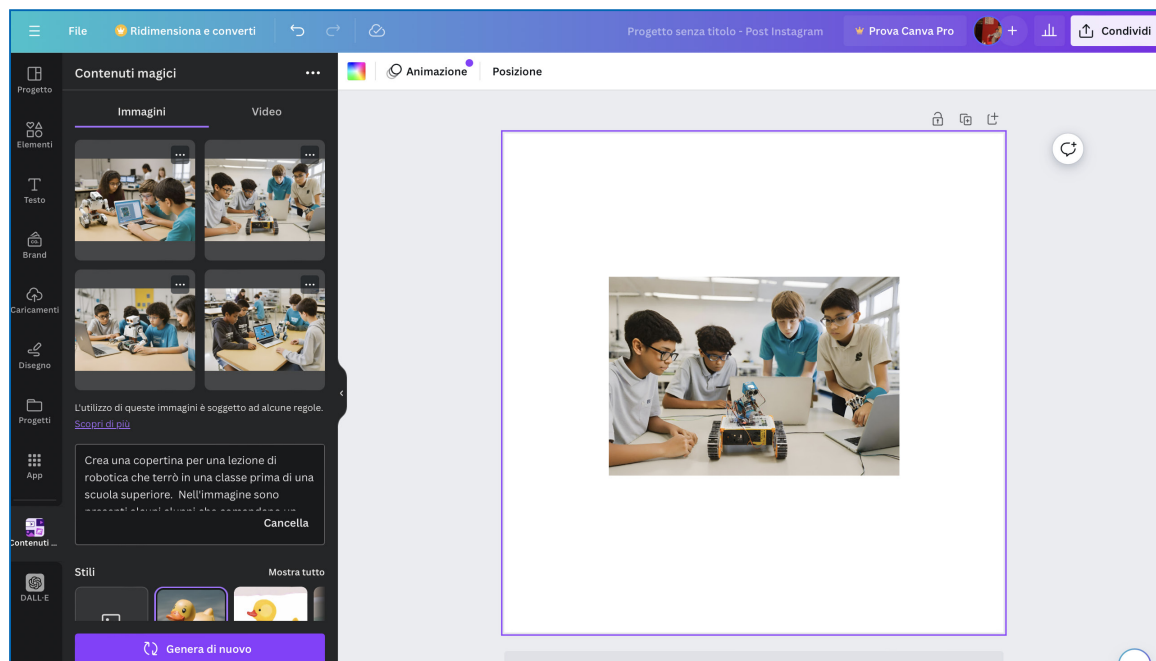 File
Ridimensiona e converti
Progetto senza titolo - Post Instagram
Prova Canva Pro
Condividi
Progetto
Elementi
Testo
Brand
Caricamenti
Disegno
Progetti
App
Contenuti ...
DALL·E
Contenuti magici
Immagini
Video
L'utilizzo di queste immagini è soggetto ad alcune regole.
Scopri di più
Crea una copertina per una lezione di
robotica che terrò in una classe prima di una
scuola superiore. Nell'immagine sono
Cancella
Stili
Mostra tutto
Genera di nuovo
Animazione
Posizione